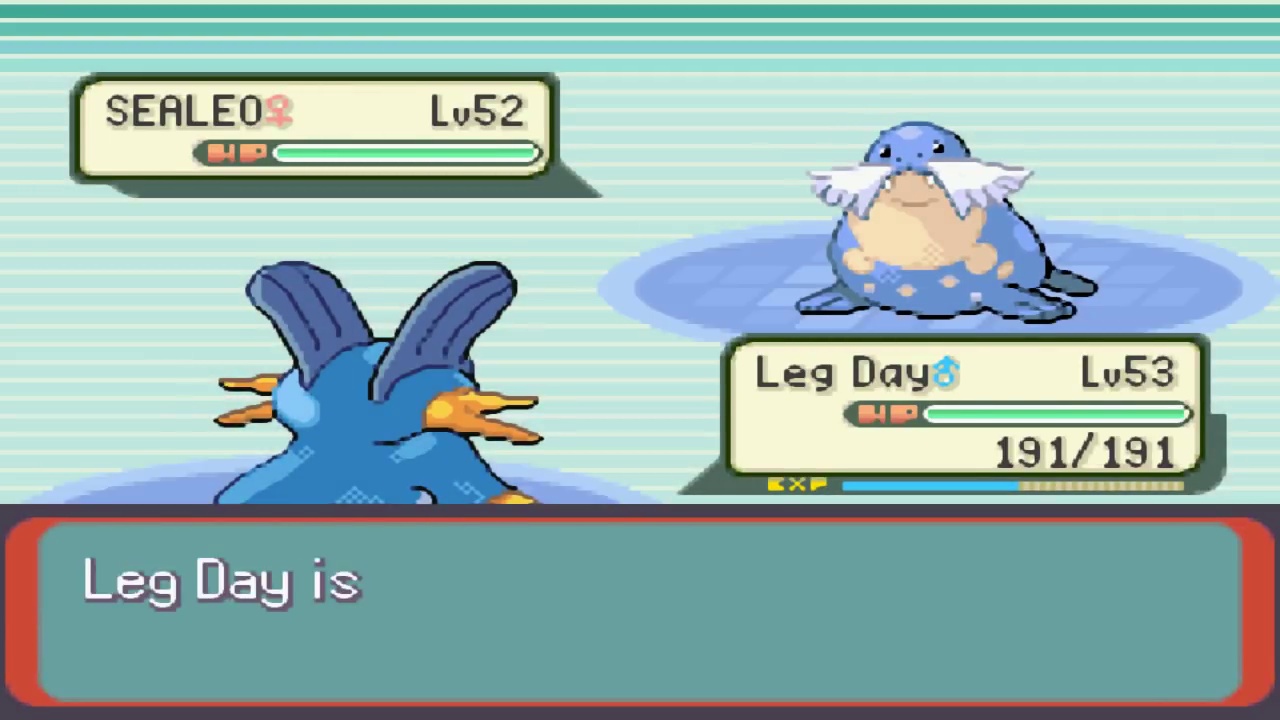 SEALEO♀ Lv52
HP
Leg Day♂ Lv53
HP
191/191
EXP
Leg Day is